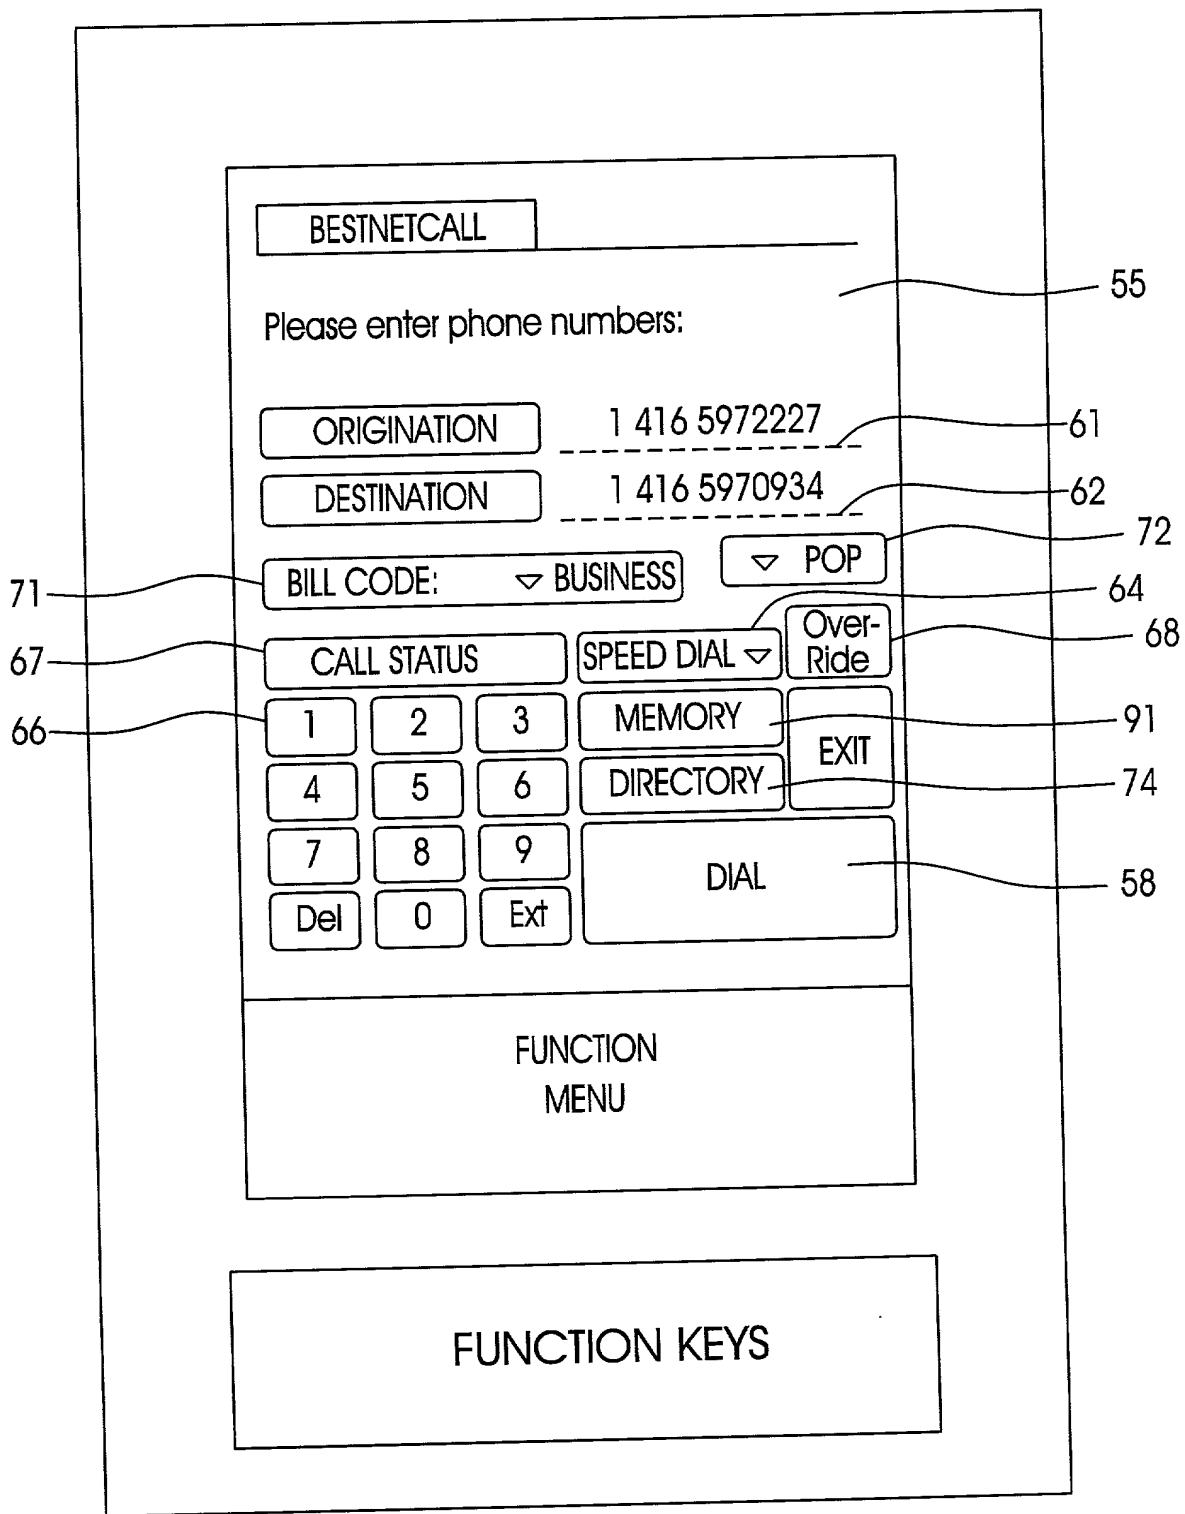 BESTNETCALL
55
Please enter phone numbers:
ORIGINATION 1 416 5972227 61
DESTINATION 1 416 5970934 62
72
71 BILL CODE: ▽ BUSINESS ▽ POP
64
67 CALL STATUS SPEED DIAL ▽ Over-
Ride 68
66 1 2 3 MEMORY 91
EXIT
4 5 6 DIRECTORY 74
7 8 9 DIAL 58
Del 0 Ext
FUNCTION
MENU
FUNCTION KEYS